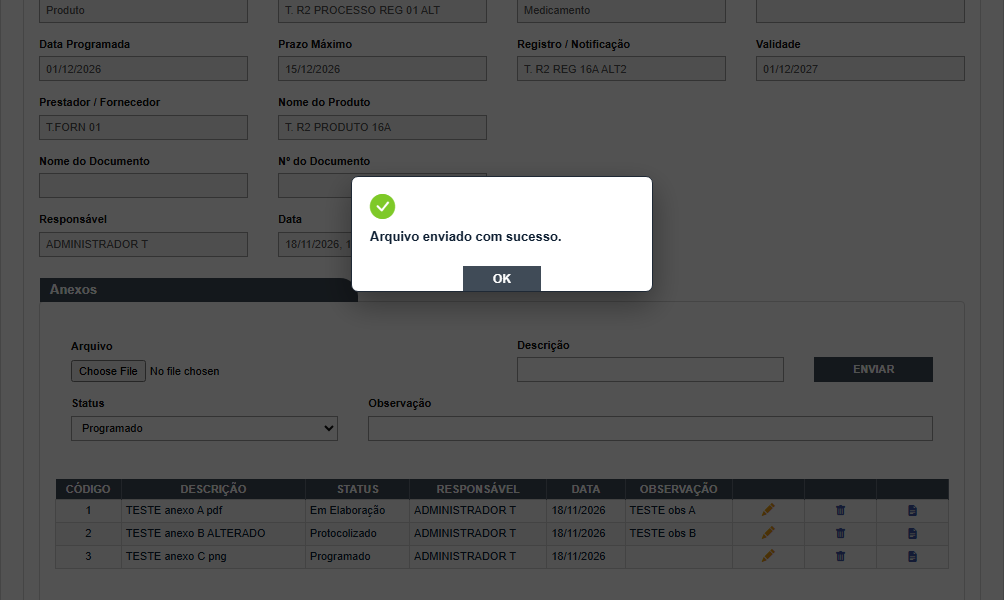 Produto T. R2 PROCESSO REG 01 ALT Medicamento
Data Programada Prazo Máximo Registro / Notificação Validade
01/12/2026 15/12/2026 T. R2 REG 16A ALT2 01/12/2027
Prestador / Fornecedor Nome do Produto
T.FORN 01 T. R2 PRODUTO 16A
Nome do Documento Nº do Documento
Responsável Data
ADMINISTRADOR T 18/11/2026, 1
Arquivo enviado com sucesso.
OK
Anexos
Arquivo Descrição
Choose File No file chosen ENVIAR
Status Observação
Programado
CÓDIGO DESCRIÇÃO STATUS RESPONSÁVEL DATA OBSERVAÇÃO
1 TESTE anexo A pdf Em Elaboração ADMINISTRADOR T 18/11/2026 TESTE obs A
2 TESTE anexo B ALTERADO Protocolizado ADMINISTRADOR T 18/11/2026 TESTE obs B
3 TESTE anexo C png Programado ADMINISTRADOR T 18/11/2026